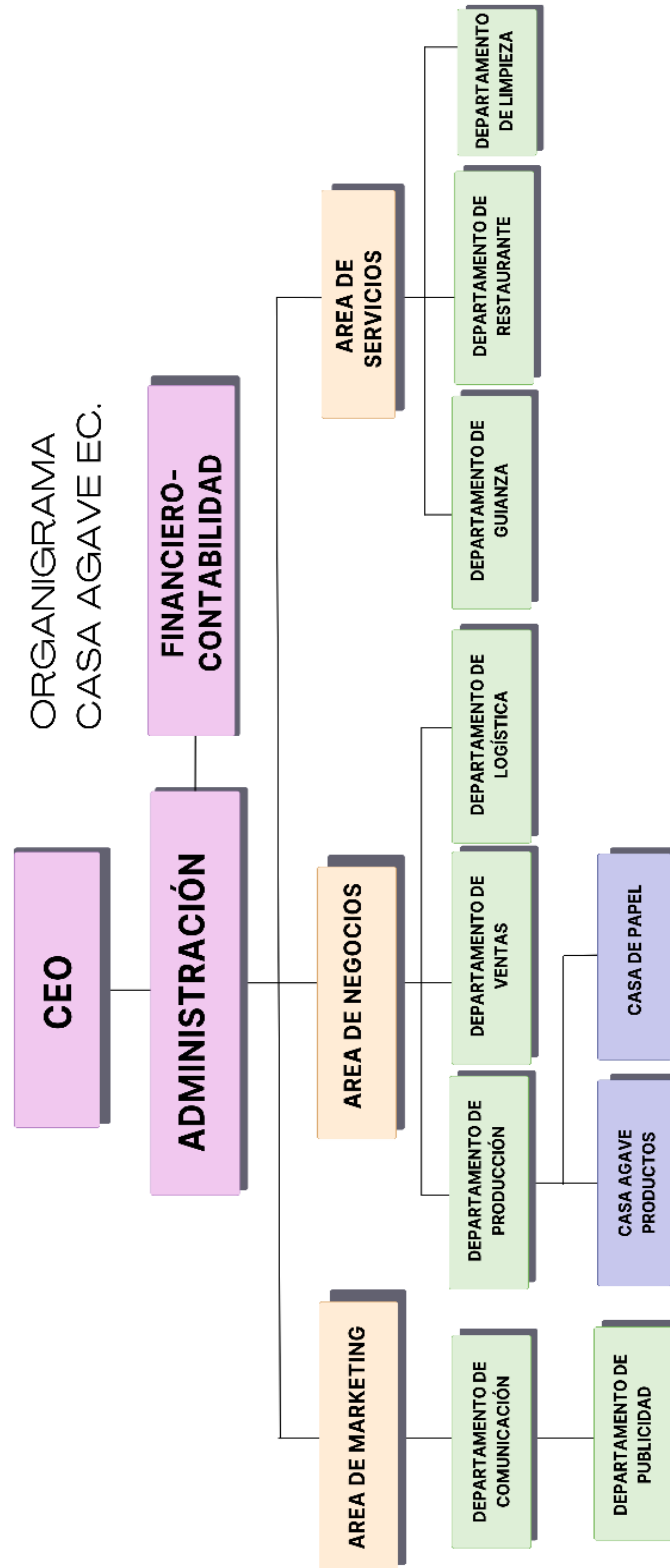 ORGANIGRAMA
CASA AGAVE EC.
CEO
ADMINISTRACIÓN
FINANCIERO-
CONTABILIDAD
AREA DE MARKETING
AREA DE NEGOCIOS
AREA DE
SERVICIOS
DEPARTAMENTO DE
COMUNICACIÓN
DEPARTAMENTO DE
PRODUCCIÓN
DEPARTAMENTO DE
VENTAS
DEPARTAMENTO DE
LOGÍSTICA
DEPARTAMENTO DE
GUIANZA
DEPARTAMENTO DE
RESTAURANTE
DEPARTAMENTO
DE LIMPIEZA
DEPARTAMENTO DE
PUBLICIDAD
CASA AGAVE
PRODUCTOS
CASA DE PAPEL